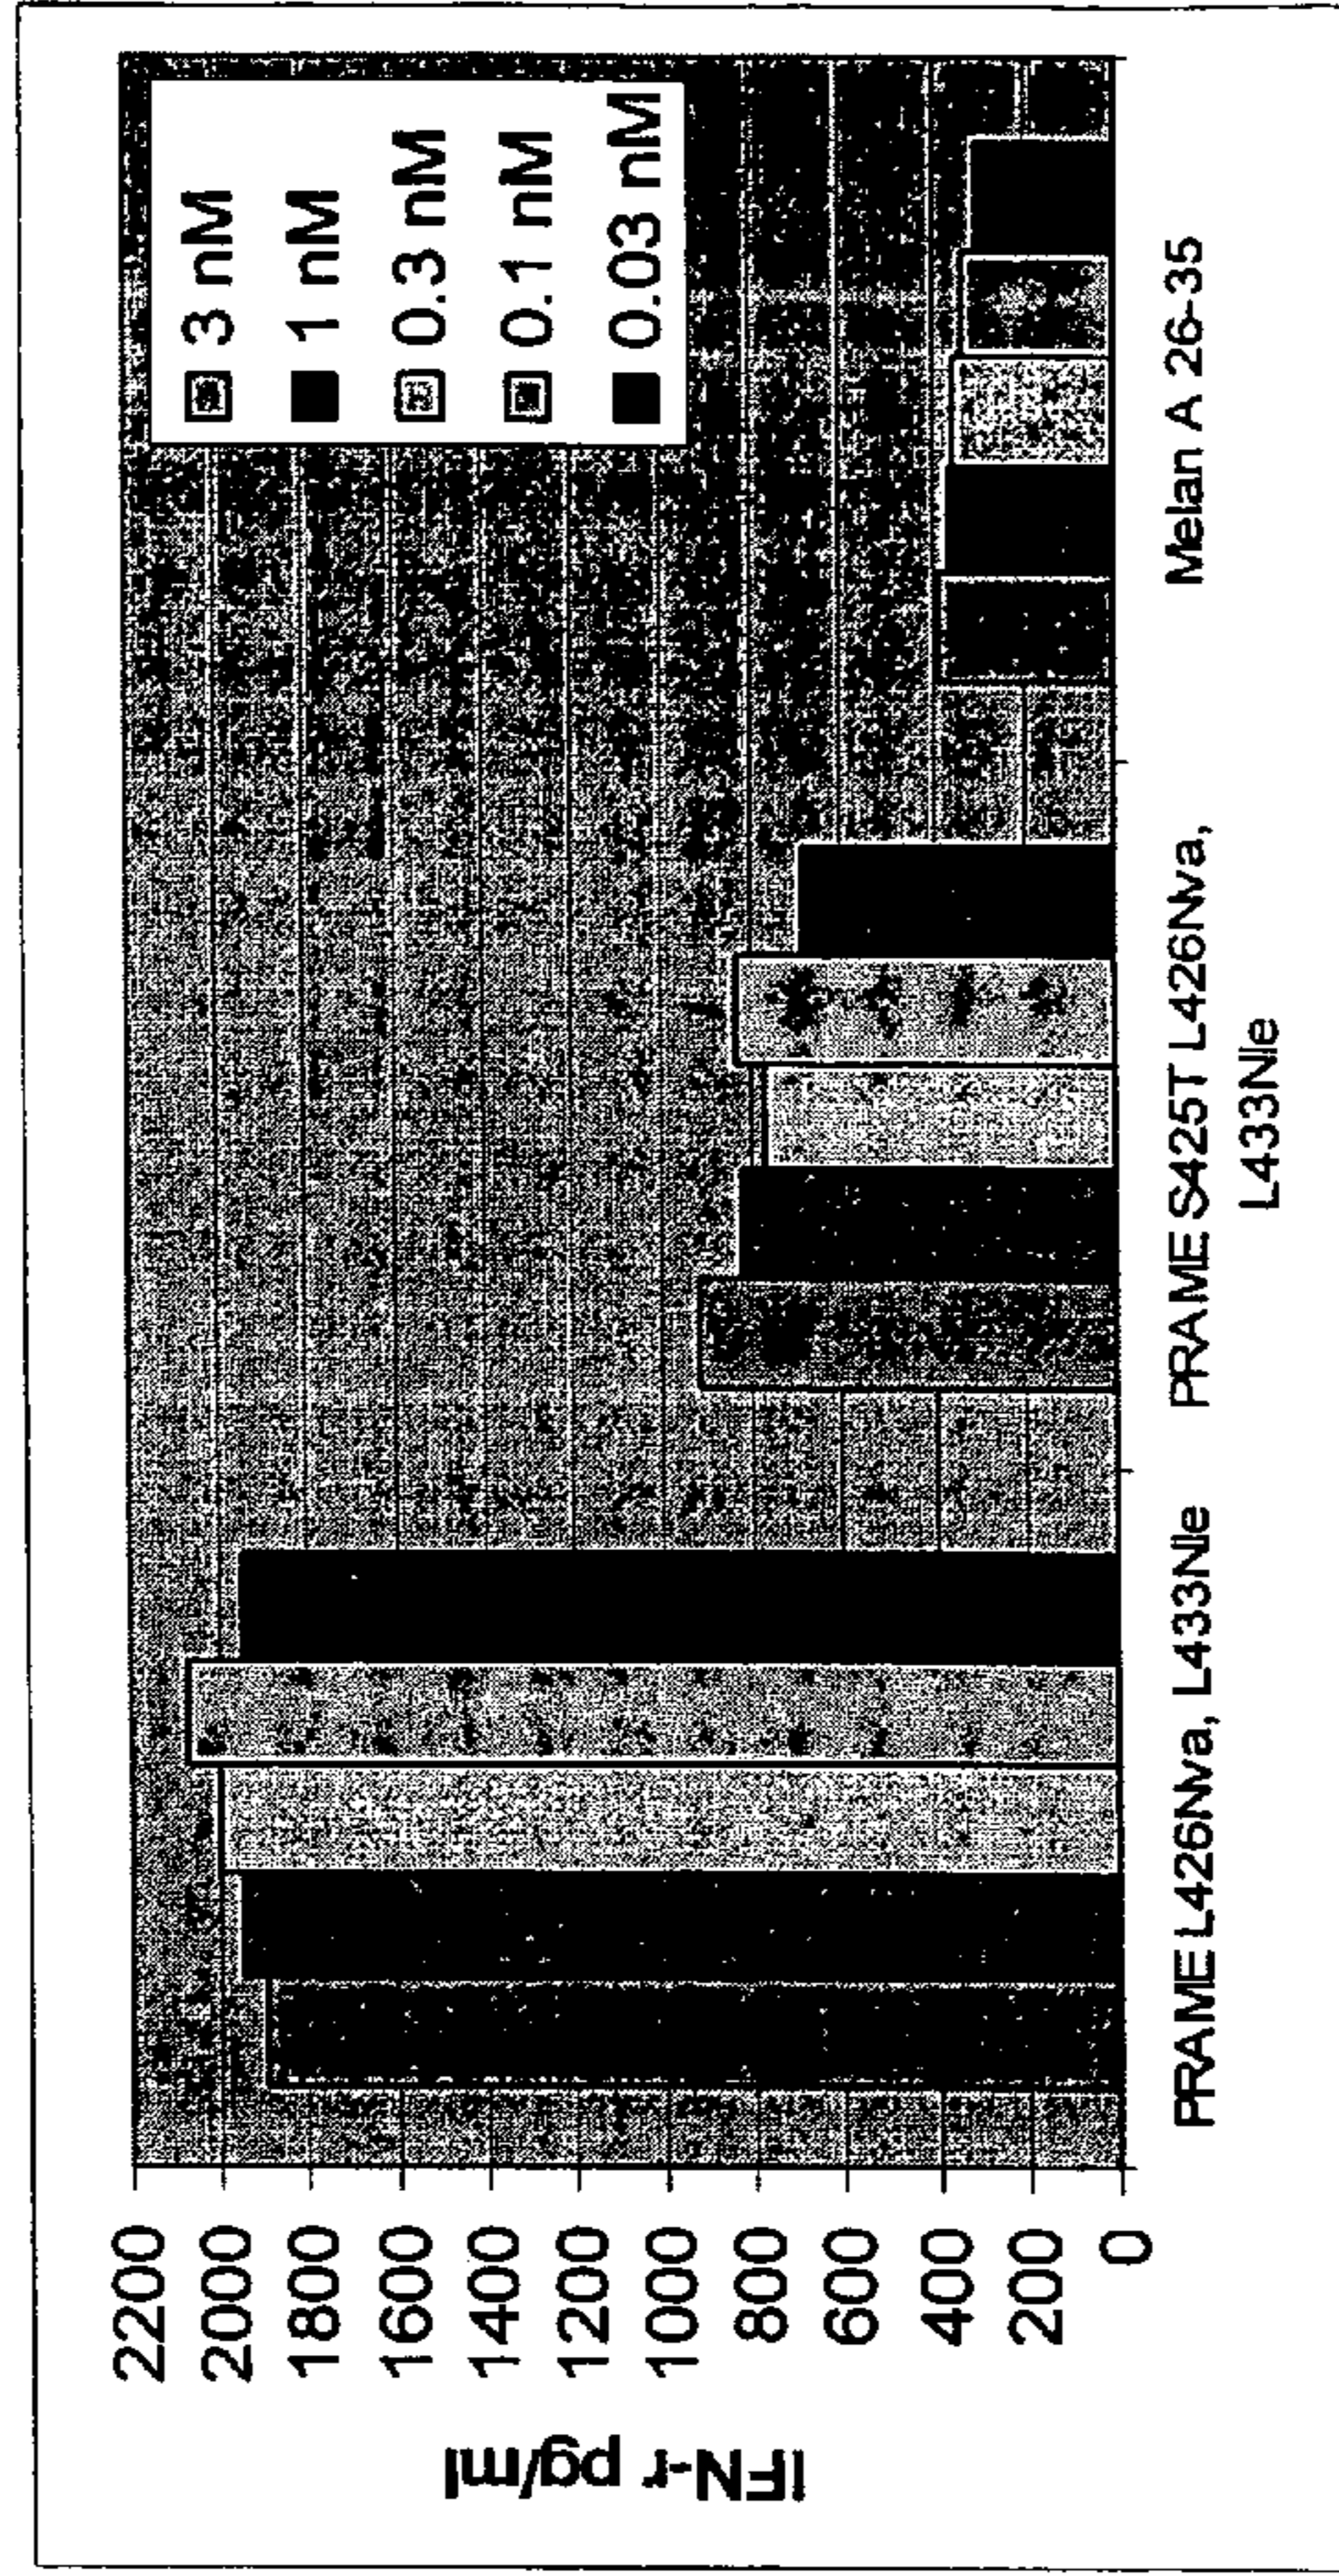 IFN-r pg/ml
2200
2000
1800
1600
1400
1200
1000
800
600
400
200
0
3 nM
1 nM
0.3 nM
0.1 nM
0.03 nM
PRAME L426Nva, L433Nle
PRAME S425T L426Nva,
L433Nle
Melan A 26-35